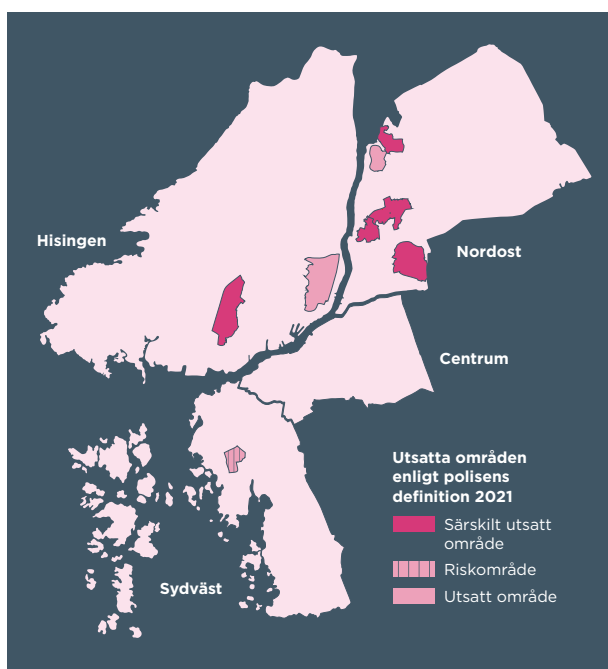 Hisingen
Nordost
Centrum
Sydväst
Utsatta områden
enligt polisens
definition 2021
Särskilt utsatt
område
Riskområde
Utsatt område